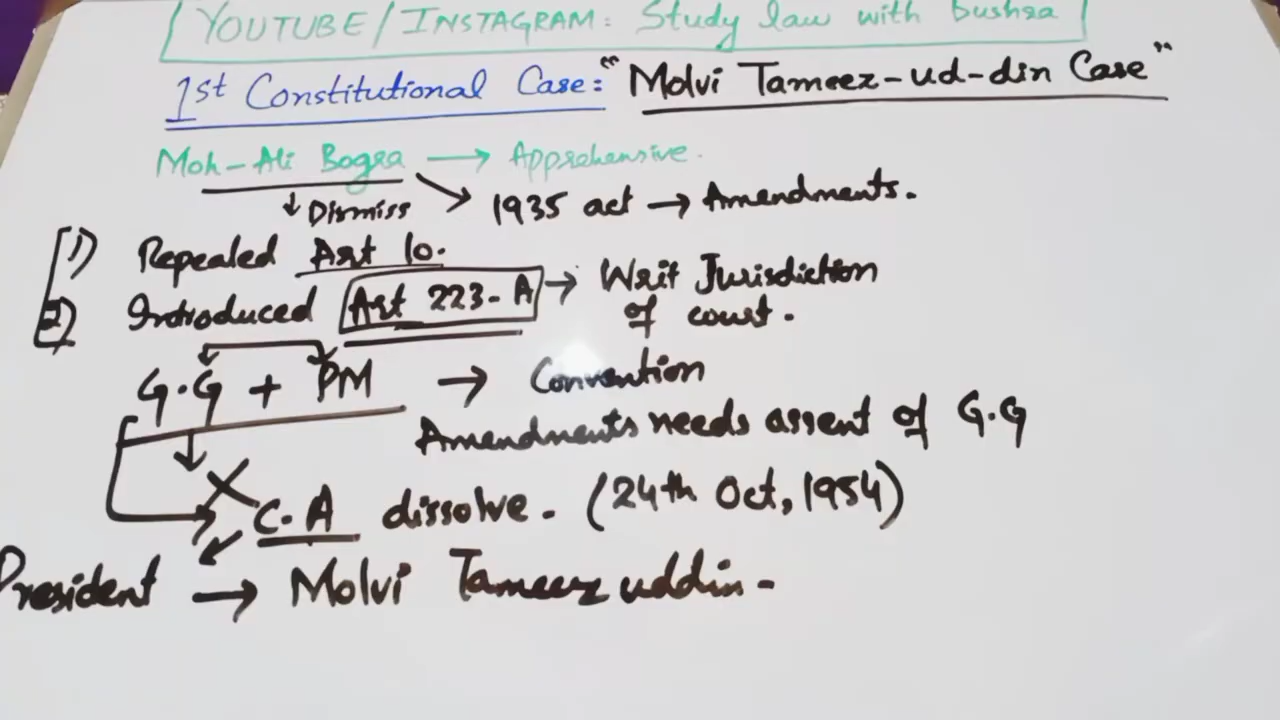 YOUTUBE/INSTAGRAM: Study law with bushra
1st Constitutional Case: "Molvi Tameez-ud-din Case"
Moh-Ali Bogra → Apprehensive.
↓ Dismiss → 1935 act → Amendments.
1) Repealed Art 10.
2) Introduced Art 223-A → Writ Jurisdiction
of court.
G.G + PM → Convention
Amendments needs assent of G.G
C.A dissolve. (24th Oct, 1954)
President → Molvi Tameezuddin-